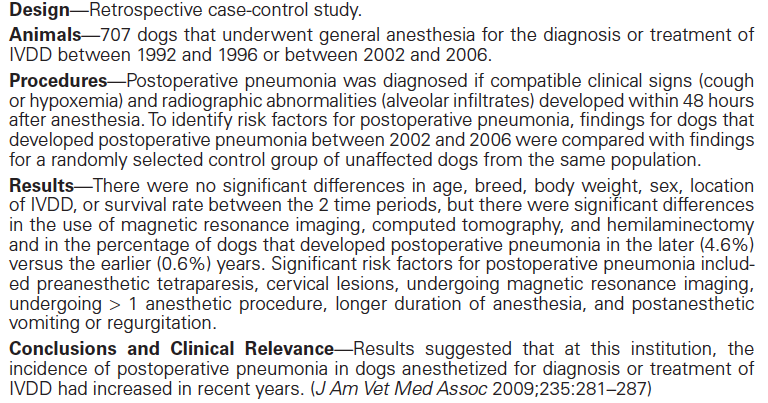 Design—Retrospective case-control study.
Animals—707 dogs that underwent general anesthesia for the diagnosis or treatment of
IVDD between 1992 and 1996 or between 2002 and 2006.
Procedures—Postoperative pneumonia was diagnosed if compatible clinical signs (cough
or hypoxemia) and radiographic abnormalities (alveolar infiltrates) developed within 48 hours
after anesthesia. To identify risk factors for postoperative pneumonia, findings for dogs that
developed postoperative pneumonia between 2002 and 2006 were compared with findings
for a randomly selected control group of unaffected dogs from the same population.
Results—There were no significant differences in age, breed, body weight, sex, location
of IVDD, or survival rate between the 2 time periods, but there were significant differences
in the use of magnetic resonance imaging, computed tomography, and hemilaminectomy
and in the percentage of dogs that developed postoperative pneumonia in the later (4.6%)
versus the earlier (0.6%) years. Significant risk factors for postoperative pneumonia includ-
ed preanesthetic tetraparesis, cervical lesions, undergoing magnetic resonance imaging,
undergoing > 1 anesthetic procedure, longer duration of anesthesia, and postanesthetic
vomiting or regurgitation.
Conclusions and Clinical Relevance—Results suggested that at this institution, the
incidence of postoperative pneumonia in dogs anesthetized for diagnosis or treatment of
IVDD had increased in recent years. (J Am Vet Med Assoc 2009;235:281–287)